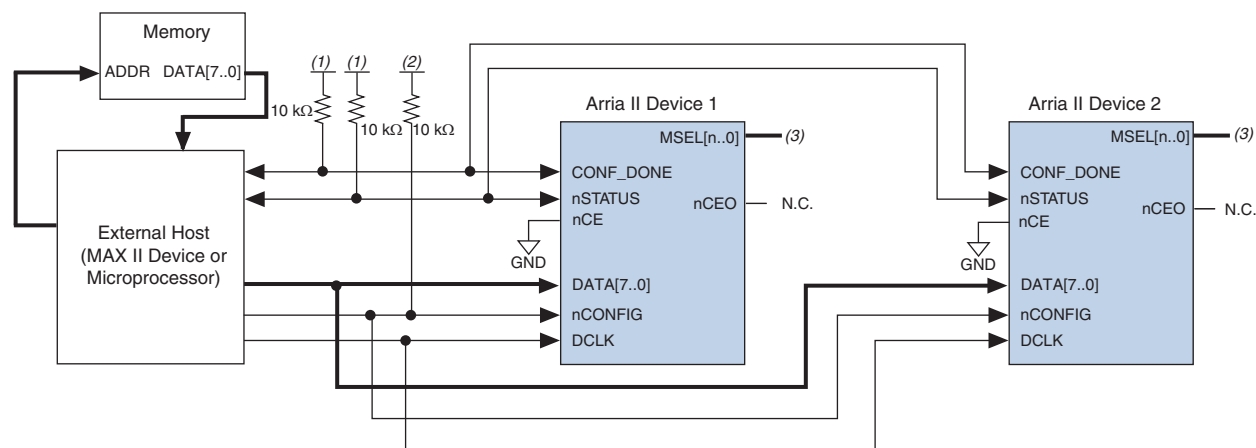 Memory
ADDR DATA[7..0]
(1) (1) (2)
10 kΩ
10 kΩ 10 kΩ
External Host
(MAX II Device or
Microprocessor)
Arria II Device 1
MSEL[n..0] (3)
CONF_DONE
nSTATUS
nCE
nCEO N.C.
GND
DATA[7..0]
nCONFIG
DCLK
Arria II Device 2
MSEL[n..0] (3)
CONF_DONE
nSTATUS
nCE
nCEO N.C.
GND
DATA[7..0]
nCONFIG
DCLK